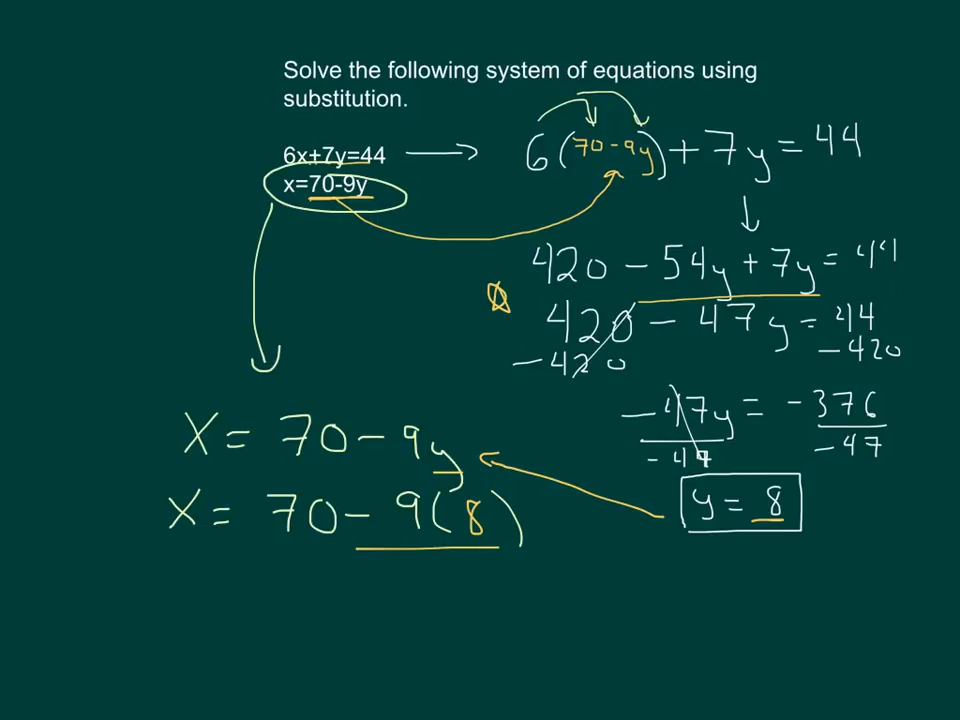 Solve the following system of equations using
substitution.
6x+7y=44
x=70-9y
6(70-9y)+7y=44
420-54y+7y=44
420-47y=44
-420 -420
-47y=-376
-47 -47
y=8
X=70-9y
X=70-9(8)